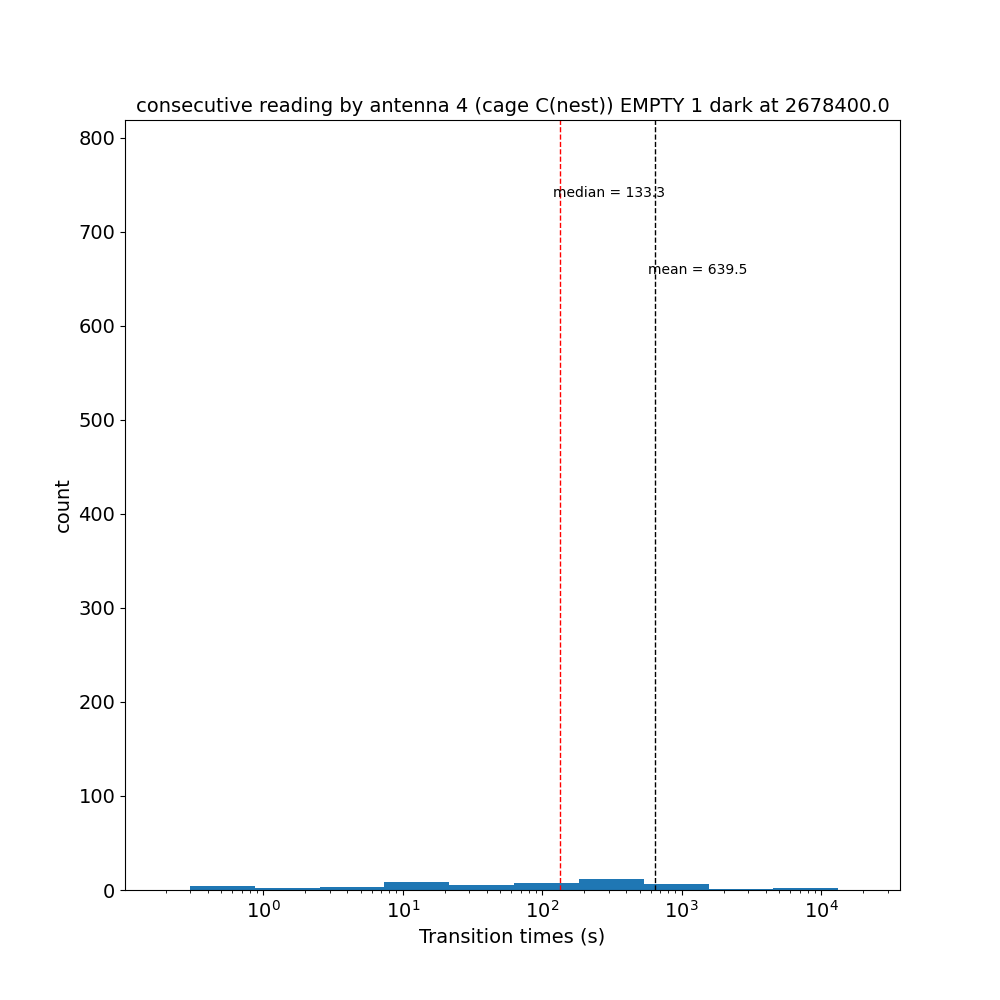 consecutive reading by antenna 4 (cage C(nest)) EMPTY 1 dark at 2678400.0
800
median = 133.3
700
mean = 639.5
600
500
count
400
300
200
100
0
10⁰ 10¹ 10² 10³ 10⁴
Transition times (s)